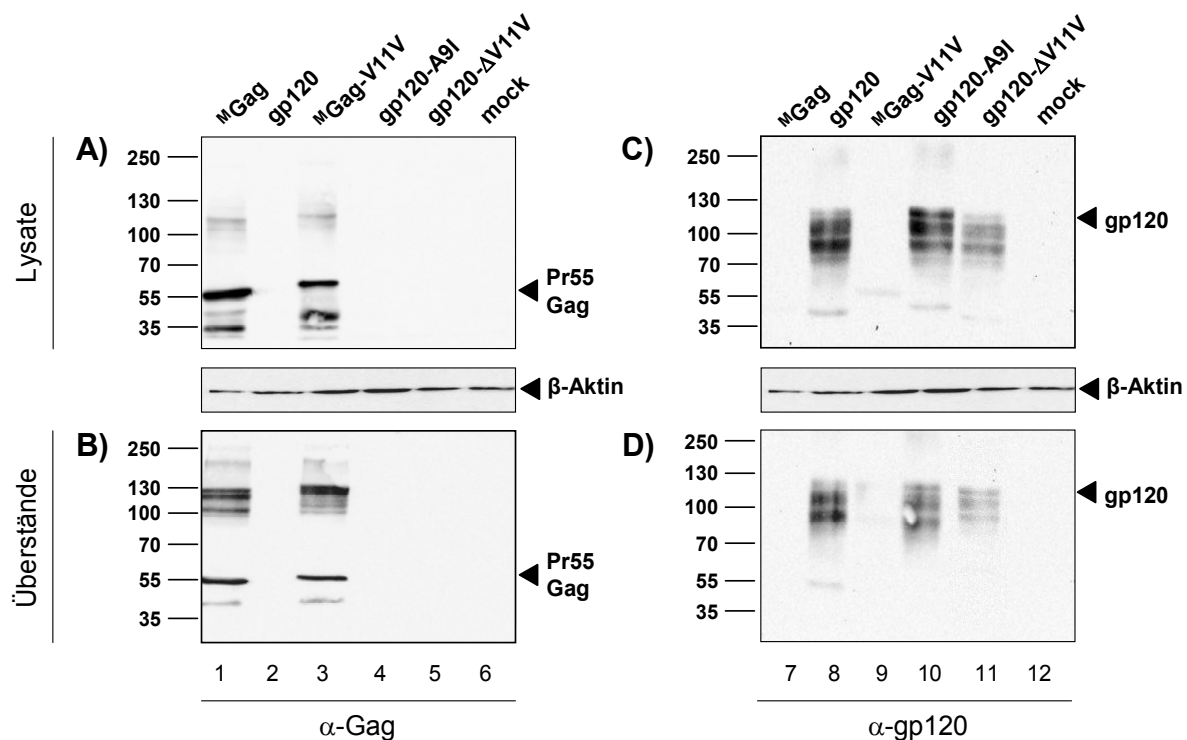 ᴹGag gp120 ᴹGag-V11V gp120-A9I gp120-ΔV11V mock
ᴹGag gp120 ᴹGag-V11V gp120-A9I gp120-ΔV11V mock
Lysate
A)
250
130
100
70
55
35
Pr55
Gag
β-Aktin
C)
250
130
100
70
55
35
gp120
β-Aktin
Überstände
B)
250
130
100
70
55
35
Pr55
Gag
D)
250
130
100
70
55
35
gp120
1 2 3 4 5 6
7 8 9 10 11 12
α-Gag
α-gp120